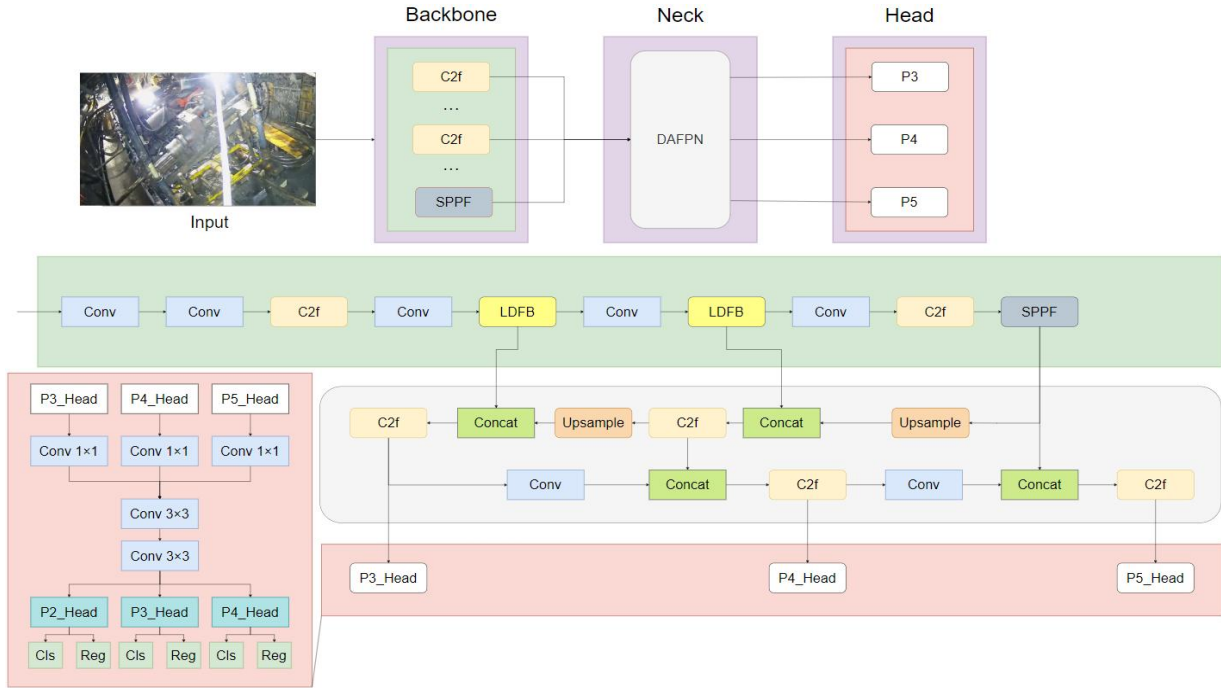 Backbone
Neck
Head
C2f
...
C2f
...
SPPF
DAFPN
P3
P4
P5
Input
Conv
Conv
C2f
Conv
LDFB
Conv
LDFB
Conv
C2f
SPPF
P3_Head P4_Head P5_Head
Conv 1×1 Conv 1×1 Conv 1×1
Conv 3×3
Conv 3×3
P2_Head P3_Head P4_Head
Cls Reg Cls Reg Cls Reg
C2f
Concat
Upsample
C2f
Concat
Upsample
Conv
Concat
C2f
Conv
Concat
C2f
P3_Head
P4_Head
P5_Head